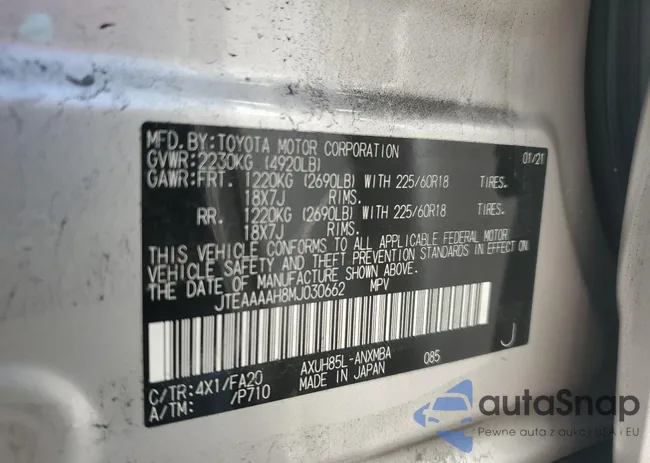 MFD.BY:TOYOTA MOTOR CORPORATION 01/21
GVWR:2230KG (4920LB)
GAWR:FRT. 1220KG (2690LB) WITH 225/60R18 TIRES.
18X7J RIMS.
RR. 1220KG (2690LB) WITH 225/60R18 TIRES.
18X7J RIMS.
THIS VEHICLE CONFORMS TO ALL APPLICABLE FEDERAL MOTOR
VEHICLE SAFETY AND THEFT PREVENTION STANDARDS IN EFFECT ON
THE DATE OF MANUFACTURE SHOWN ABOVE.
JTEAAAAH8MJ030662 MPV
C/TR:4X1/FA20 AXUH85L-ANXMBA 085 J
A/TM: /P710 MADE IN JAPAN
autoSnap
Pewne auta z aukcji USA i EU